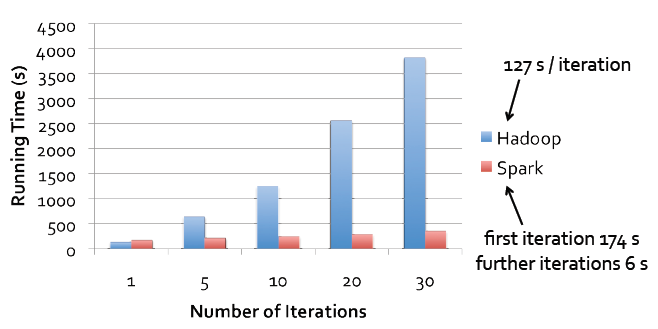 4500
4000
3500
3000
2500
2000
1500
1000
500
0
Running Time (s)
1 5 10 20 30
Number of Iterations
127 s / iteration
Hadoop
Spark
first iteration 174 s
further iterations 6 s